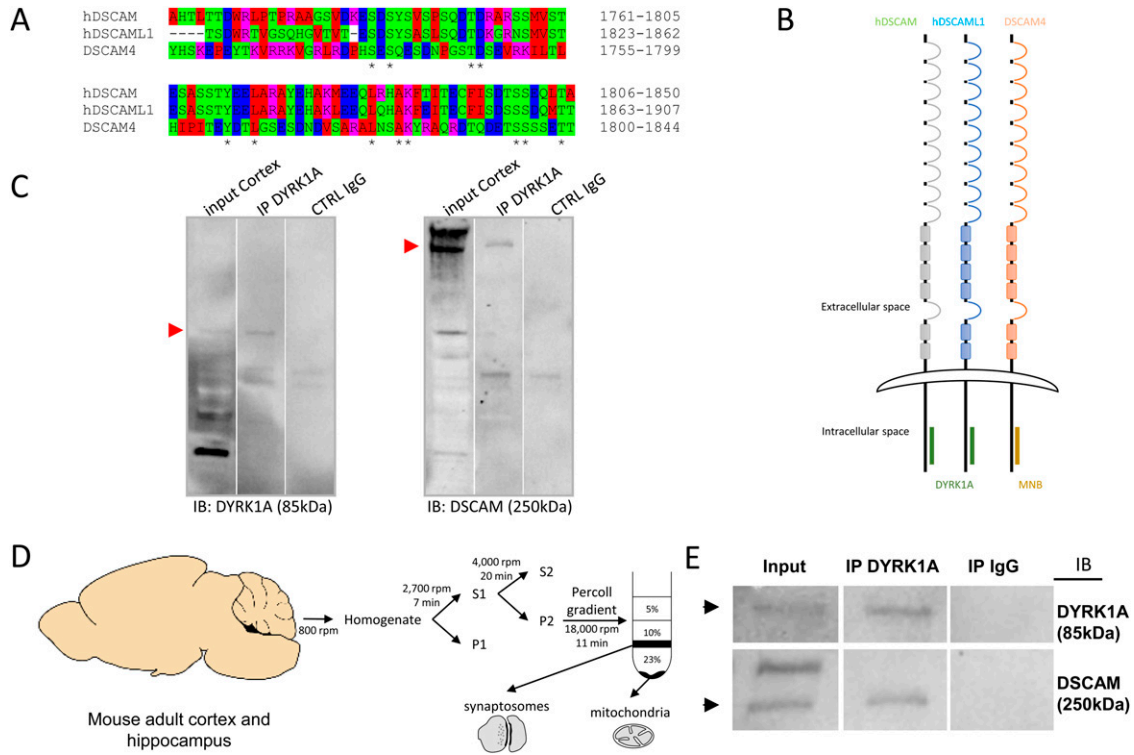 A
hDSCAM 1761-1805
hDSCAML1 1823-1862
DSCAM4 1755-1799
* * **
hDSCAM 1806-1850
hDSCAML1 1863-1907
DSCAM4 1800-1844
* * * ** ** *
B
hDSCAM hDSCAML1 DSCAM4
Extracellular space
Intracellular space
DYRK1A MNB
C
input Cortex IP DYRK1A CTRL IgG
IB: DYRK1A (85kDa)
input Cortex IP DYRK1A CTRL IgG
IB: DSCAM (250kDa)
D
Mouse adult cortex and
hippocampus
800 rpm
Homogenate
2,700 rpm
7 min
S1
P1
4,000 rpm
20 min
S2
P2
Percoll
gradient
18,000 rpm
11 min
5%
10%
23%
synaptosomes
mitochondria
E
Input IP DYRK1A IP IgG IB
DYRK1A
(85kDa)
DSCAM
(250kDa)